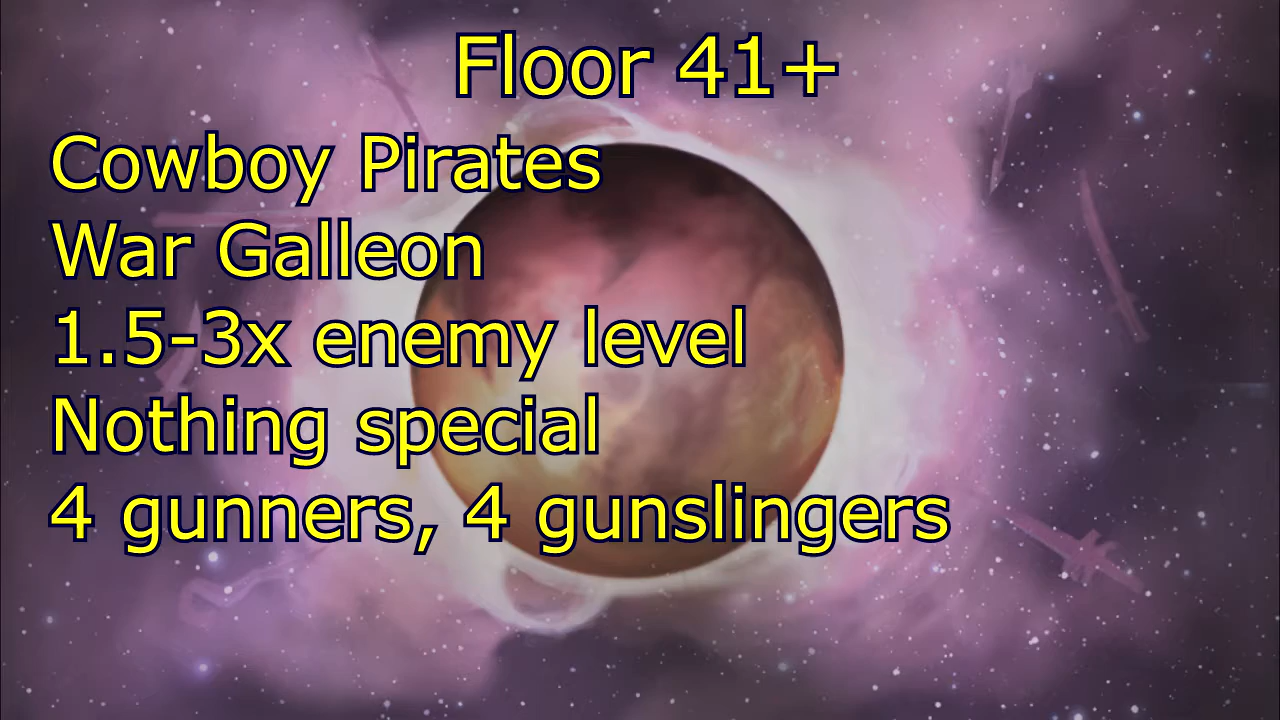 Floor 41+
Cowboy Pirates
War Galleon
1.5-3x enemy level
Nothing special
4 gunners, 4 gunslingers